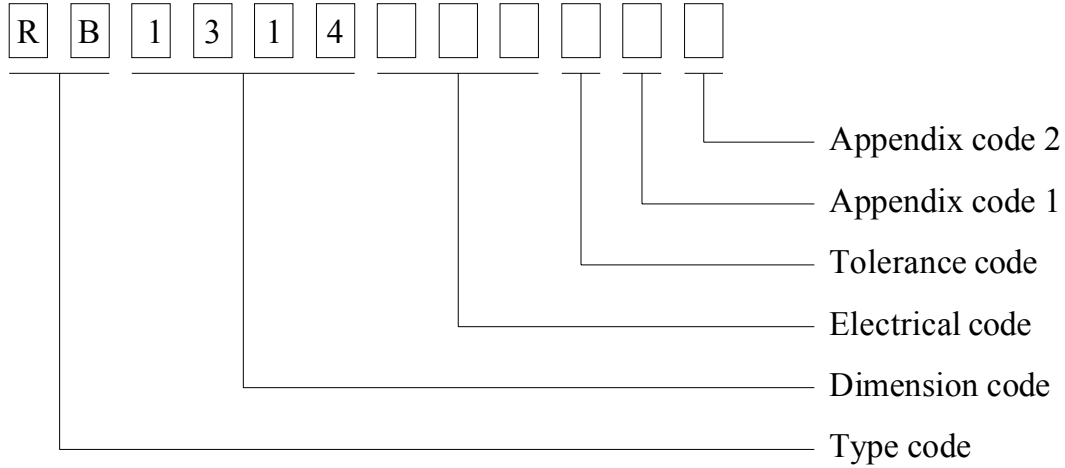 R B 1 3 1 4
Appendix code 2
Appendix code 1
Tolerance code
Electrical code
Dimension code
Type code